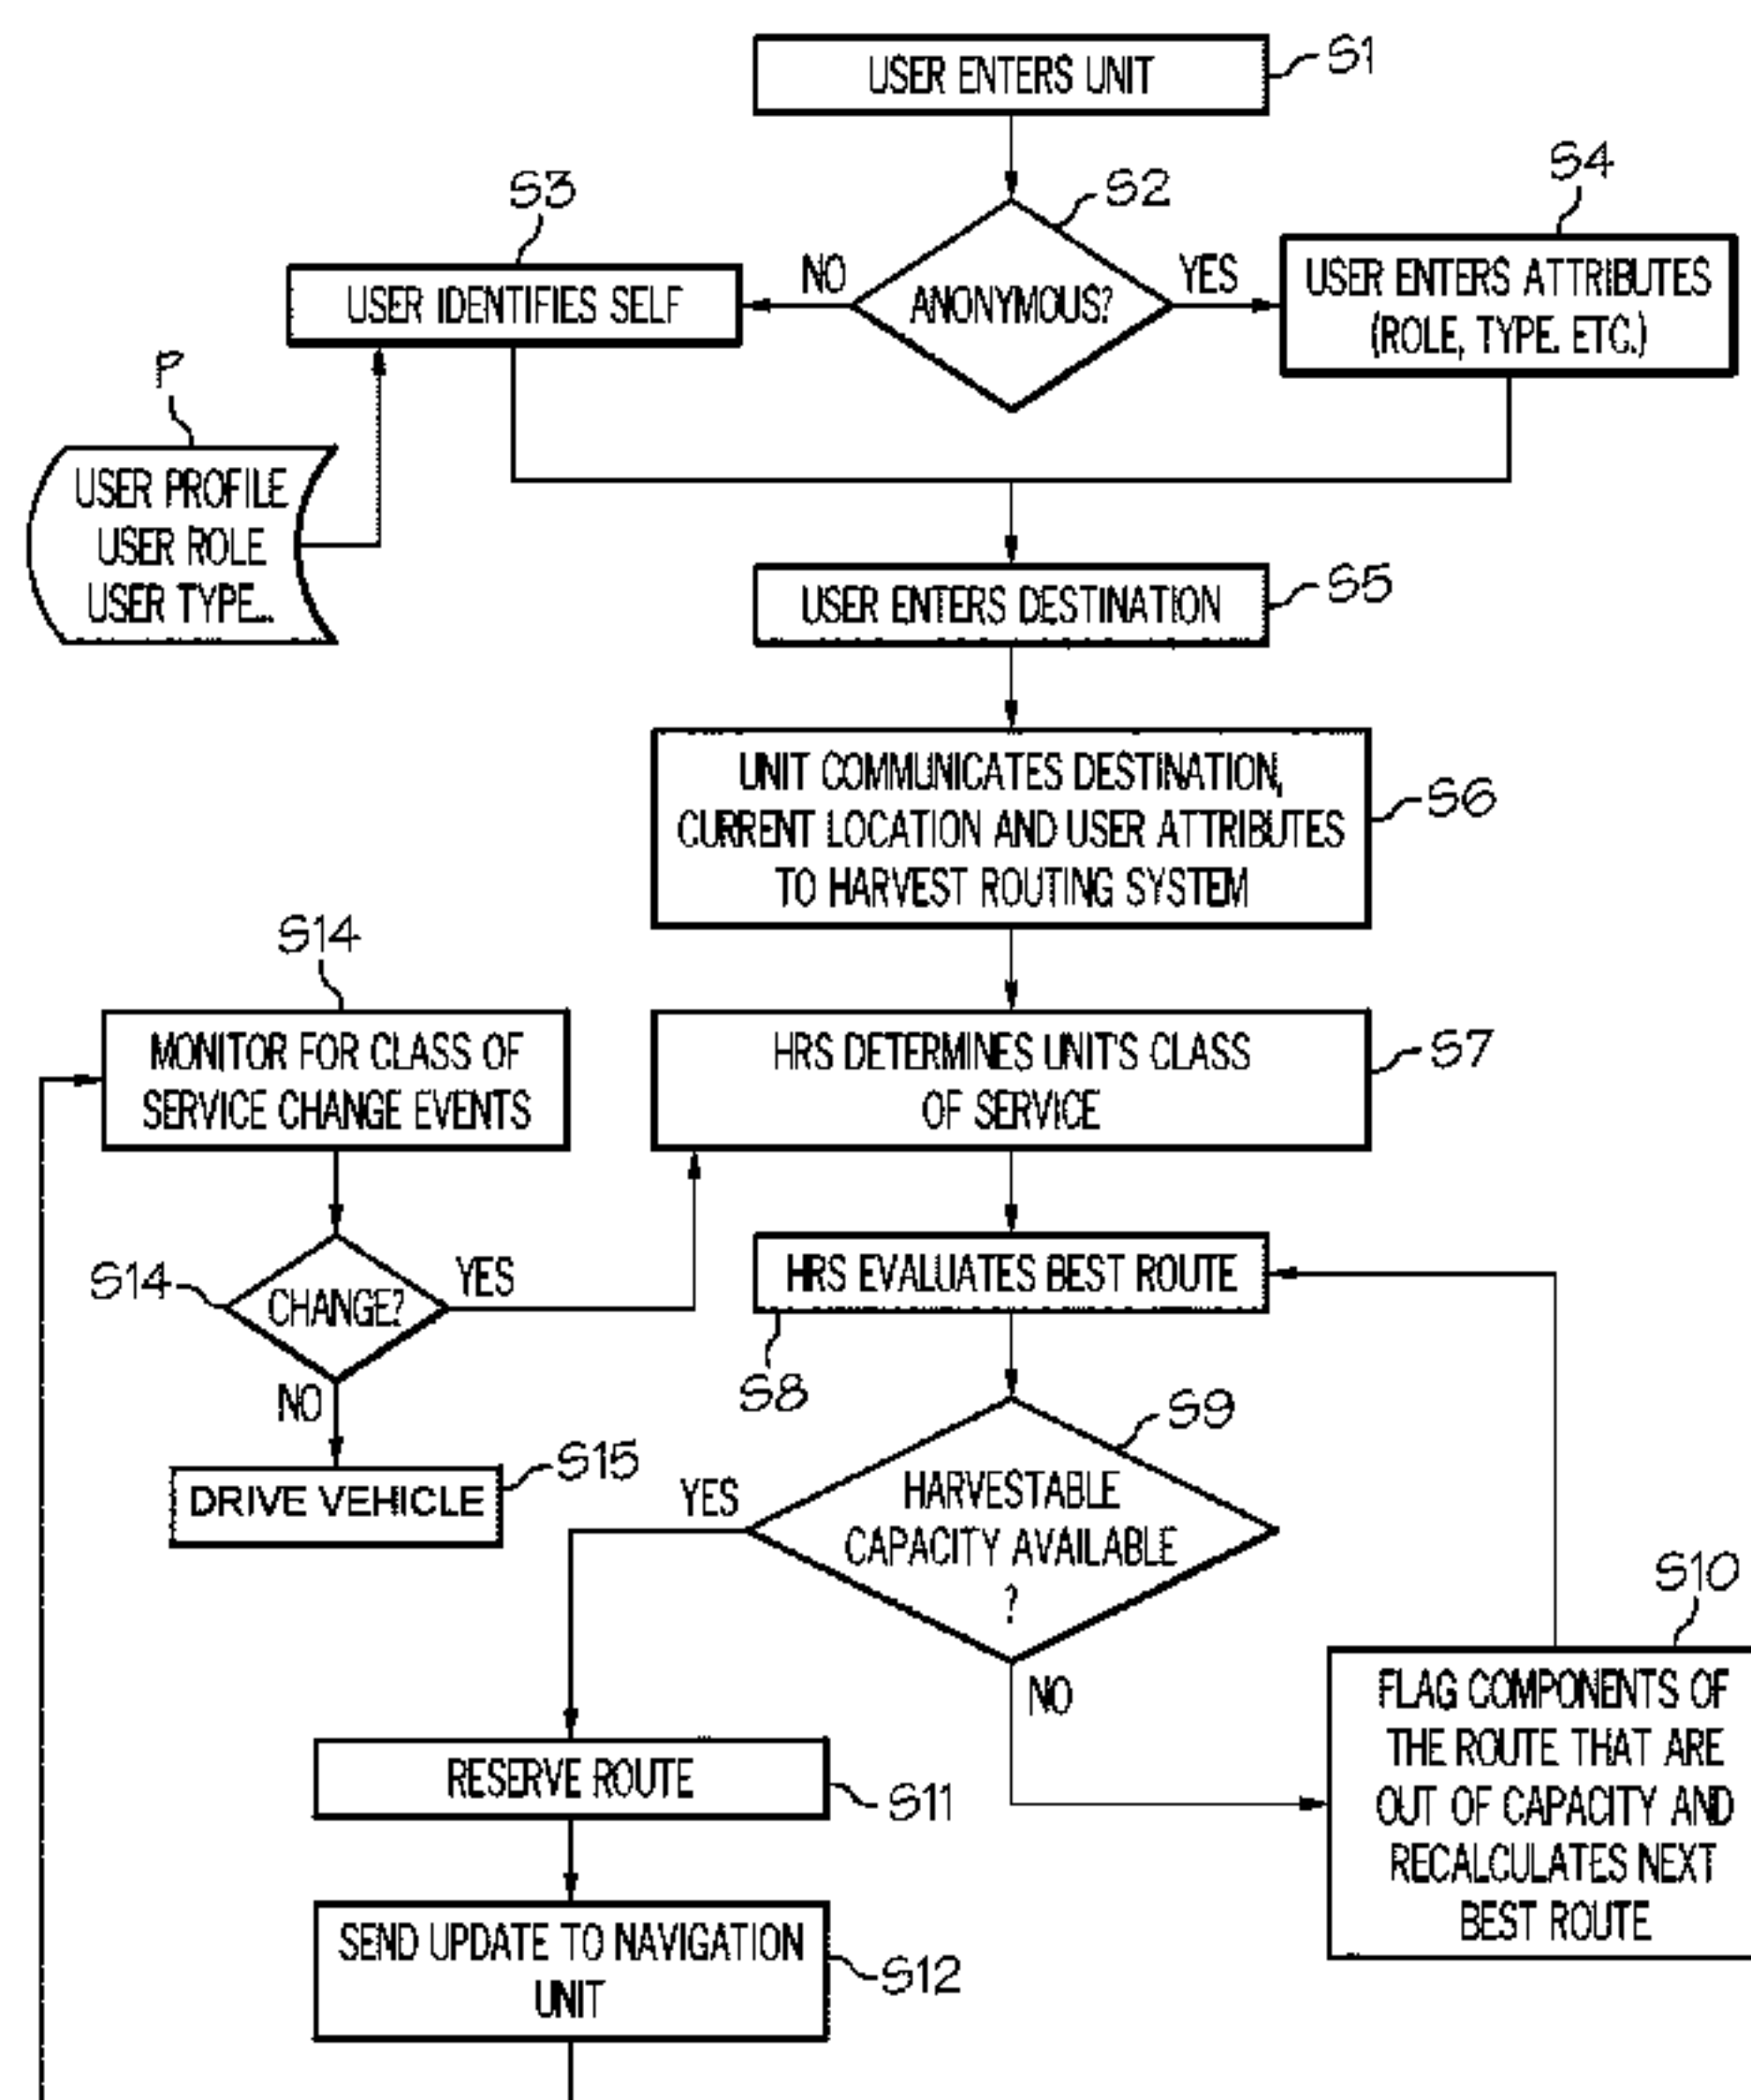 USER ENTERS UNIT
S1
S2
ANONYMOUS?
NO
YES
S3
USER IDENTIFIES SELF
S4
USER ENTERS ATTRIBUTES
(ROLE, TYPE. ETC.)
P
USER PROFILE
USER ROLE
USER TYPE...
USER ENTERS DESTINATION
S5
UNIT COMMUNICATES DESTINATION,
CURRENT LOCATION AND USER ATTRIBUTES
TO HARVEST ROUTING SYSTEM
S6
S14
MONITOR FOR CLASS OF
SERVICE CHANGE EVENTS
HRS DETERMINES UNIT'S CLASS
OF SERVICE
S7
S14
CHANGE?
YES
NO
HRS EVALUATES BEST ROUTE
S8
DRIVE VEHICLE
S15
S9
HARVESTABLE
CAPACITY AVAILABLE
?
YES
NO
S10
FLAG COMPONENTS OF
THE ROUTE THAT ARE
OUT OF CAPACITY AND
RECALCULATES NEXT
BEST ROUTE
RESERVE ROUTE
S11
SEND UPDATE TO NAVIGATION
UNIT
S12